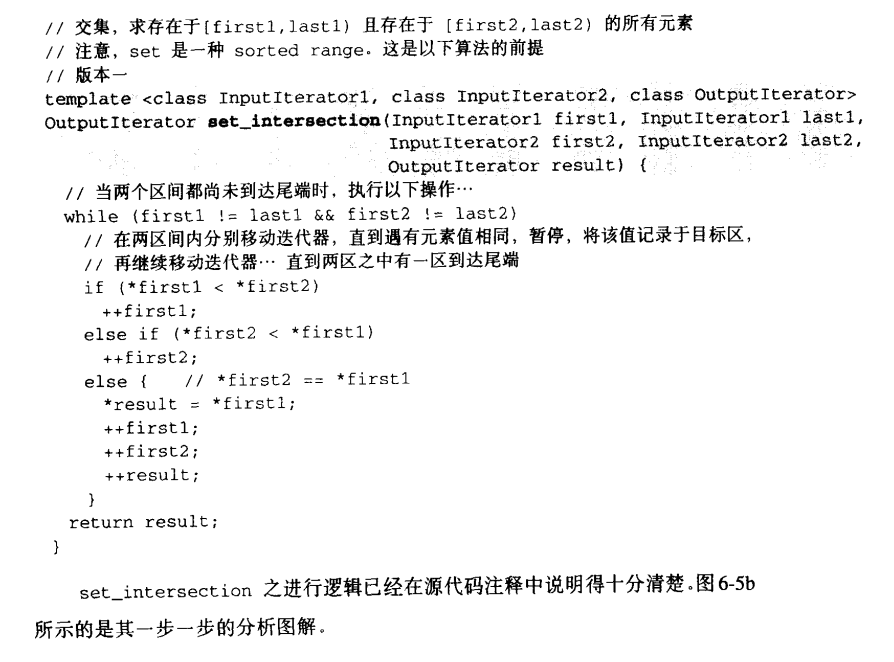 // 交集，求存在于[first1,last1) 且存在于 [first2,last2) 的所有元素
// 注意，set 是一种 sorted range。这是以下算法的前提
// 版本一
template <class InputIterator1, class InputIterator2, class OutputIterator>
OutputIterator set_intersection(InputIterator1 first1, InputIterator1 last1,
InputIterator2 first2, InputIterator2 last2,
OutputIterator result) {
// 当两个区间都尚未到达尾端时，执行以下操作…
while (first1 != last1 && first2 != last2)
// 在两区间内分别移动迭代器，直到遇有元素值相同，暂停，将该值记录于目标区，
// 再继续移动迭代器… 直到两区之中有一区到达尾端
if (*first1 < *first2)
++first1;
else if (*first2 < *first1)
++first2;
else { // *first2 == *first1
*result = *first1;
++first1;
++first2;
++result;
}
return result;
}
set_intersection 之进行逻辑已经在源代码注释中说明得十分清楚。图6-5b
所示的是其一步一步的分析图解。